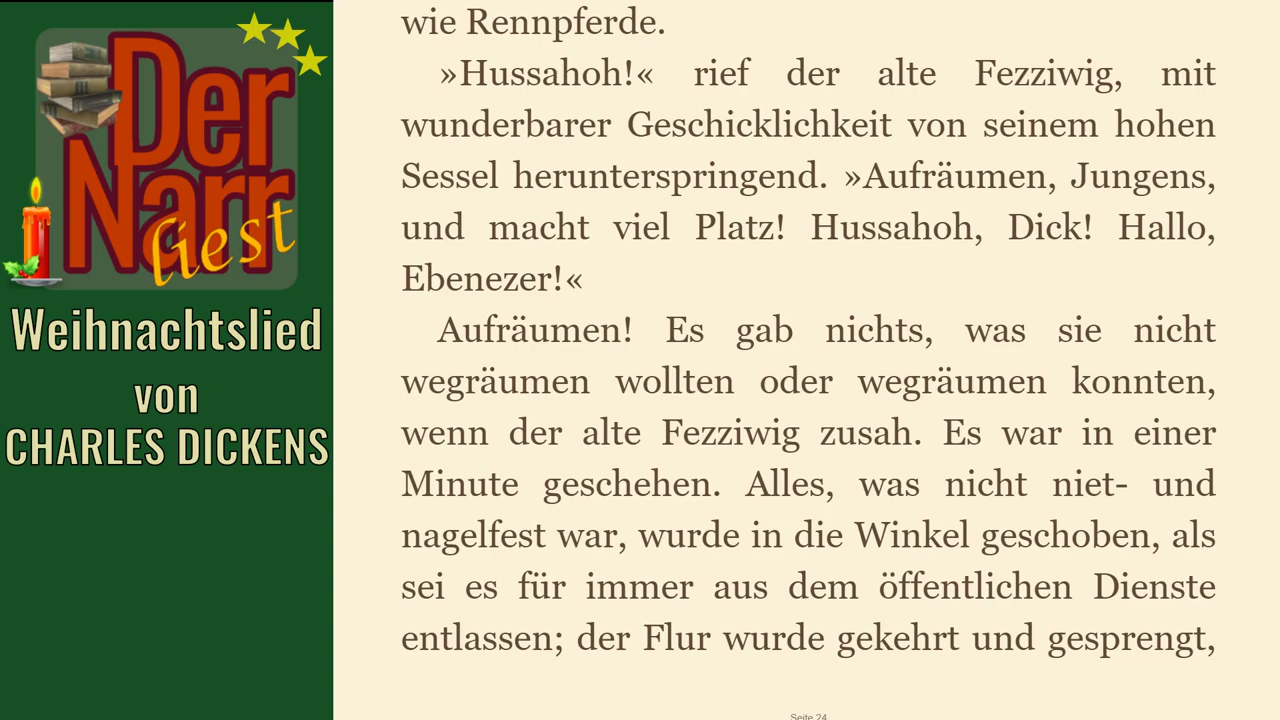 Der
Narr
liest
Weihnachtslied
von
CHARLES DICKENS
wie Rennpferde.
»Hussahoh!« rief der alte Fezziwig, mit
wunderbarer Geschicklichkeit von seinem hohen
Sessel herunterspringend. »Aufräumen, Jungens,
und macht viel Platz! Hussahoh, Dick! Hallo,
Ebenezer!«
Aufräumen! Es gab nichts, was sie nicht
wegräumen wollten oder wegräumen konnten,
wenn der alte Fezziwig zusah. Es war in einer
Minute geschehen. Alles, was nicht niet- und
nagelfest war, wurde in die Winkel geschoben, als
sei es für immer aus dem öffentlichen Dienste
entlassen; der Flur wurde gekehrt und gesprengt,
Seite 24